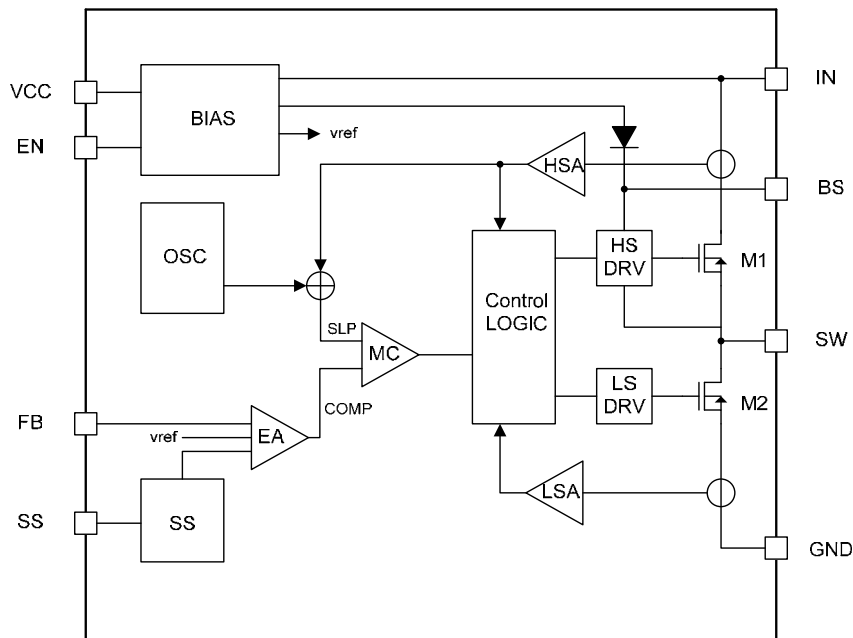 VCC
BIAS
IN
EN
vref
HSA
BS
OSC
HS
DRV
M1
Control
LOGIC
SLP
MC
SW
LS
DRV
M2
FB
COMP
vref
EA
LSA
SS
SS
GND